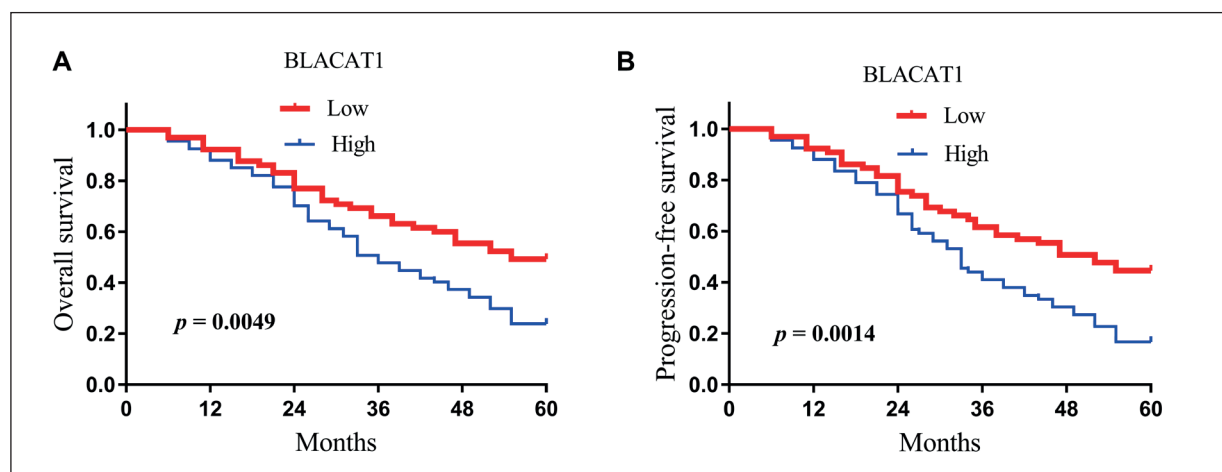 A
BLACAT1
Low
High
Overall survival
1.0
0.8
0.6
0.4
0.2
0.0
p = 0.0049
0 12 24 36 48 60
Months
B
BLACAT1
Low
High
Progression-free survival
1.0
0.8
0.6
0.4
0.2
0.0
p = 0.0014
0 12 24 36 48 60
Months